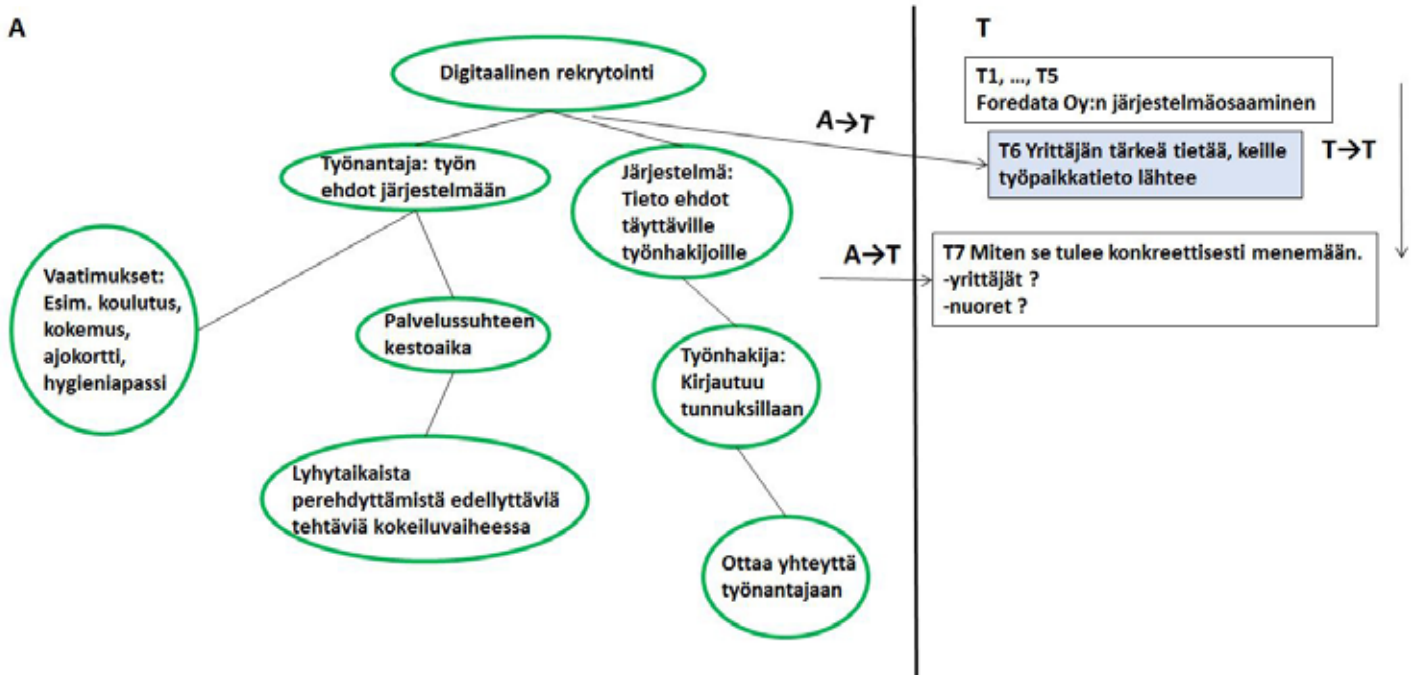 A
Digitaalinen rekrytointi
Työnantaja: työn
ehdot järjestelmään
Järjestelmä:
Tieto ehdot
täyttäville
työnhakijoille
Vaatimukset:
Esim. koulutus,
kokemus,
ajokortti,
hygieniapassi
Palvelussuhteen
kestoaika
Työnhakija:
Kirjautuu
tunnuksillaan
Lyhytaikaista
perehdyttämistä edellyttäviä
tehtäviä kokeiluvaiheessa
Ottaa yhteyttä
työnantajaan
A→T
A→T
T
T1, ..., T5
Foredata Oy:n järjestelmäosaaminen
T6 Yrittäjän tärkeä tietää, keille
työpaikkatieto lähtee
T→T
T7 Miten se tulee konkreettisesti menemään.
-yrittäjät ?
-nuoret ?